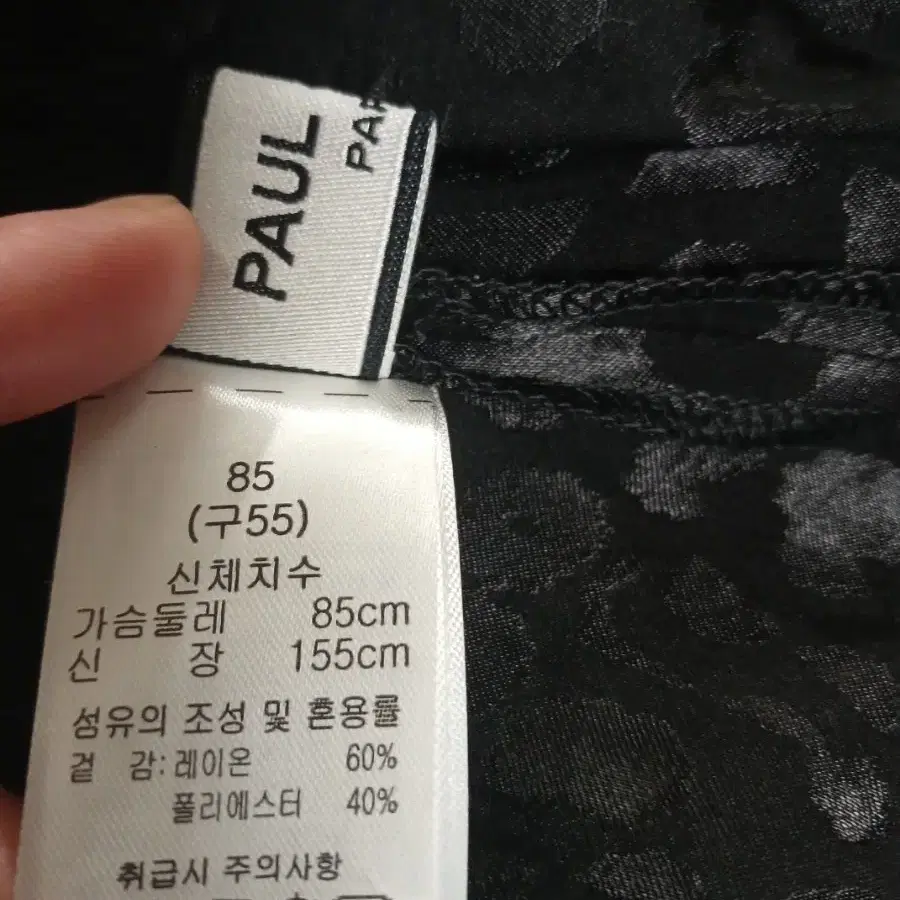 PAUL
PAR
85
(구55)
신체치수
가슴둘레 85cm
신 장 155cm
섬유의 조성 및 혼용률
겉 감: 레이온 60%
폴리에스터 40%
취급시 주의사항